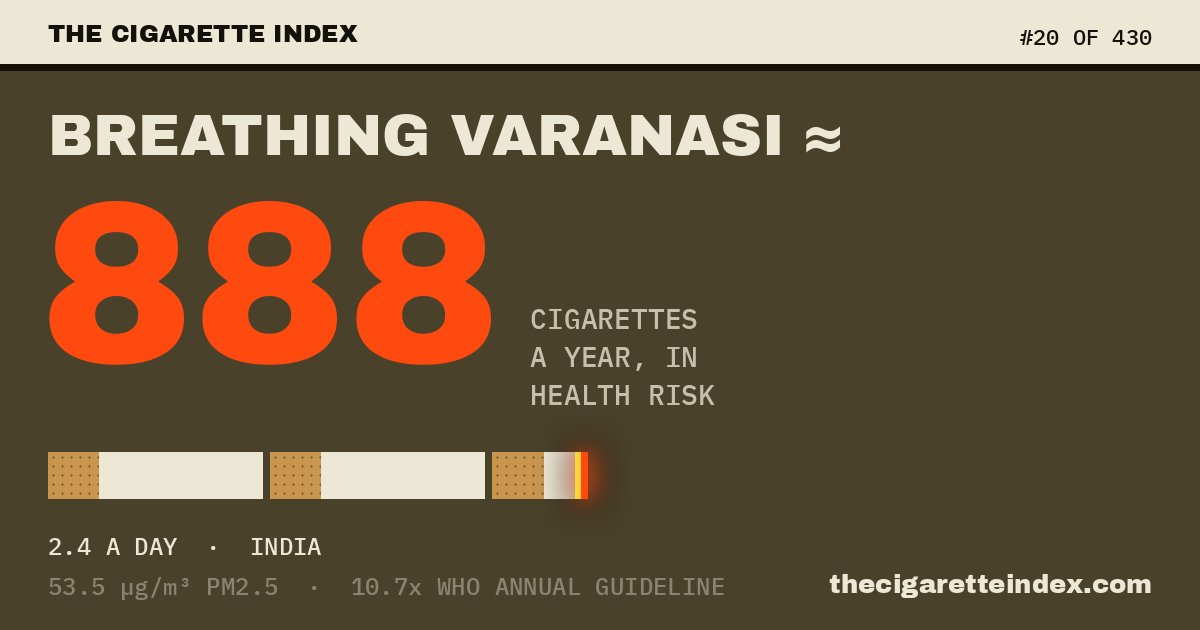 THE CIGARETTE INDEX
#20 OF 430
BREATHING VARANASI ≈
888
CIGARETTES
A YEAR, IN
HEALTH RISK
2.4 A DAY · INDIA
53.5 µg/m³ PM2.5 · 10.7x WHO ANNUAL GUIDELINE
thecigaretteindex.com